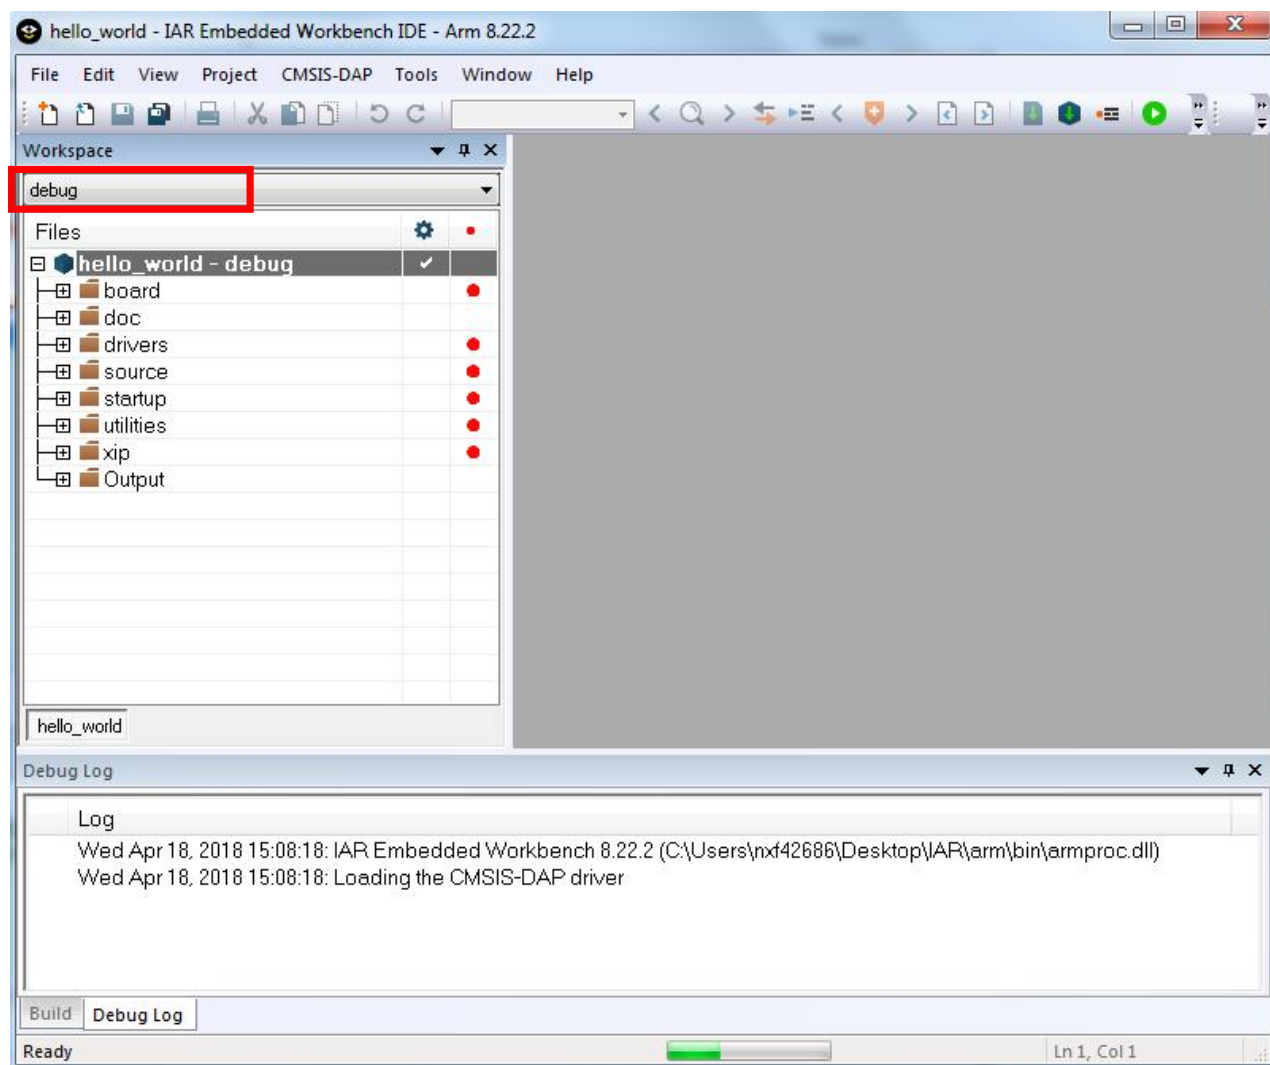 hello_world - IAR Embedded Workbench IDE - Arm 8.22.2
File Edit View Project CMSIS-DAP Tools Window Help
Workspace
debug
Files
hello_world - debug
board
doc
drivers
source
startup
utilities
xip
Output
hello_world
Debug Log
Log
Wed Apr 18, 2018 15:08:18: IAR Embedded Workbench 8.22.2 (C:\Users\nxf42686\Desktop\IAR\arm\bin\armproc.dll)
Wed Apr 18, 2018 15:08:18: Loading the CMSIS-DAP driver
Build Debug Log
Ready Ln 1, Col 1